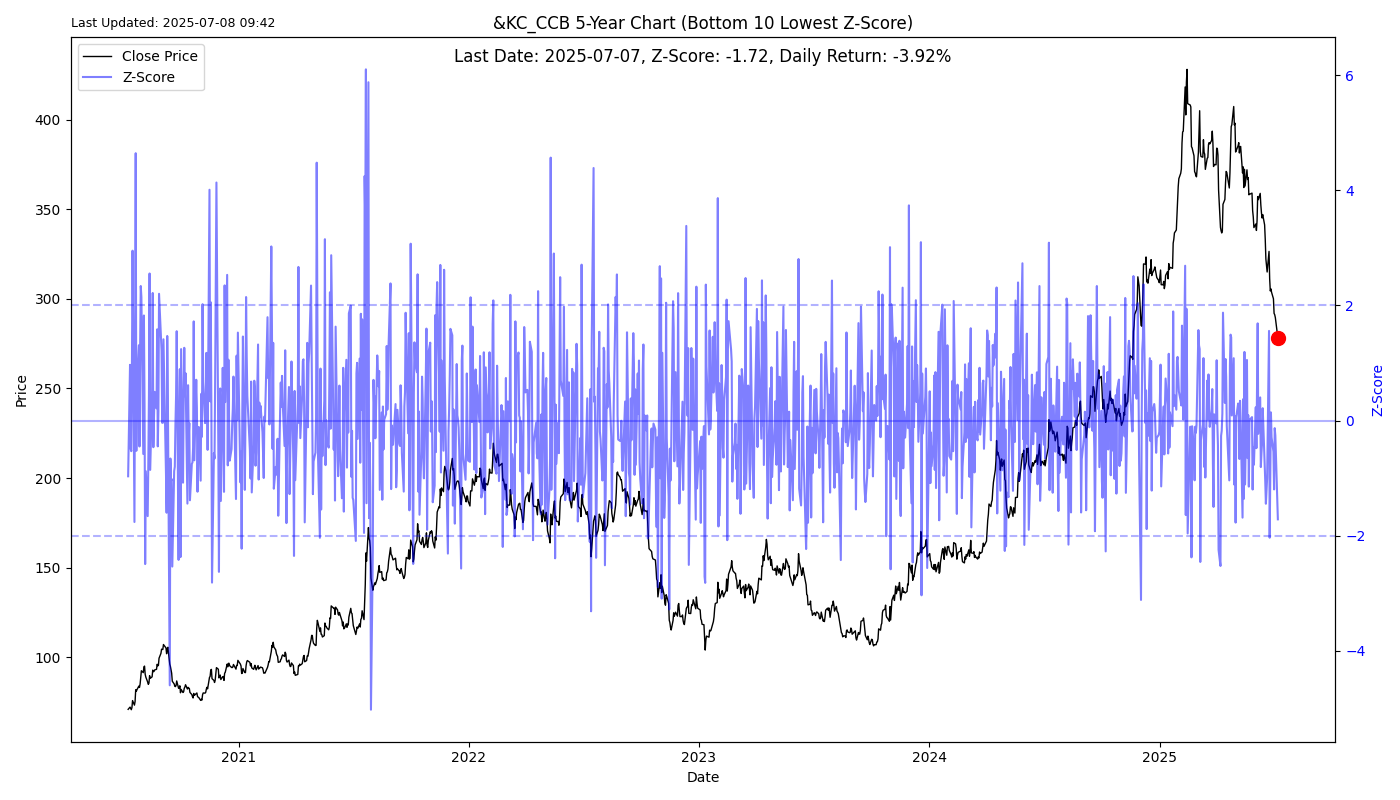 Last Updated: 2025-07-08 09:42
&KC_CCB 5-Year Chart (Bottom 10 Lowest Z-Score)
Last Date: 2025-07-07, Z-Score: -1.72, Daily Return: -3.92%
Close Price
Z-Score
400
350
300
250
200
150
100
Price
6
4
2
0
−2
−4
Z-Score
2021
2022
2023
2024
2025
Date